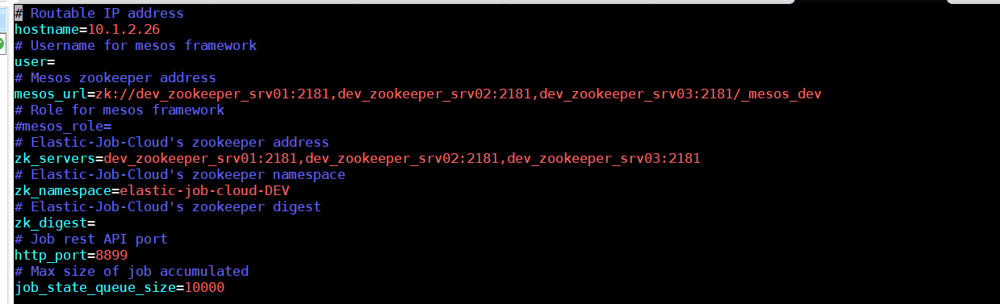 # Routable IP address
hostname=10.1.2.26
# Username for mesos framework
user=
# Mesos zookeeper address
mesos_url=zk://dev_zookeeper_srv01:2181,dev_zookeeper_srv02:2181,dev_zookeeper_srv03:2181/_mesos_dev
# Role for mesos framework
#mesos_role=
# Elastic-Job-Cloud's zookeeper address
zk_servers=dev_zookeeper_srv01:2181,dev_zookeeper_srv02:2181,dev_zookeeper_srv03:2181
# Elastic-Job-Cloud's zookeeper namespace
zk_namespace=elastic-job-cloud-DEV
# Elastic-Job-Cloud's zookeeper digest
zk_digest=
# Job rest API port
http_port=8899
# Max size of job accumulated
job_state_queue_size=10000